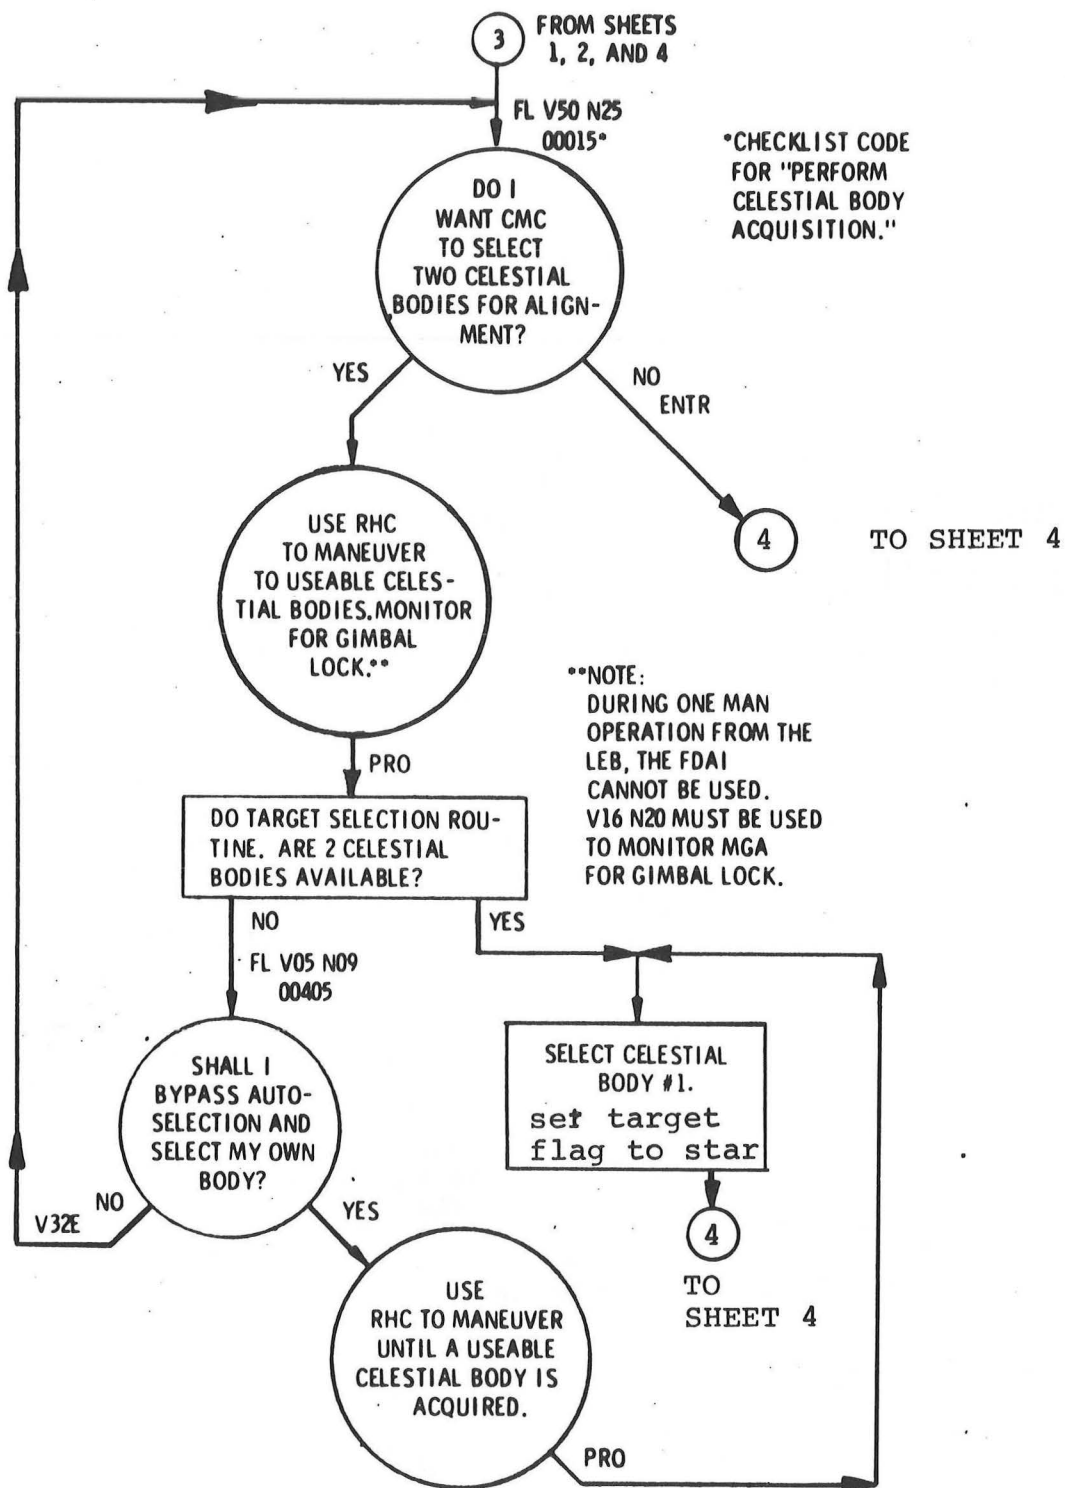 3
FROM SHEETS
1, 2, AND 4
FL V50 N25
00015*
*CHECKLIST CODE
FOR "PERFORM
CELESTIAL BODY
ACQUISITION."
DO I
WANT CMC
TO SELECT
TWO CELESTIAL
BODIES FOR ALIGN-
MENT?
YES
NO
ENTR
USE RHC
TO MANEUVER
TO USEABLE CELES-
TIAL BODIES.MONITOR
FOR GIMBAL
LOCK.**
4
TO SHEET 4
**NOTE:
DURING ONE MAN
OPERATION FROM THE
LEB, THE FDAI
CANNOT BE USED.
V16 N20 MUST BE USED
TO MONITOR MGA
FOR GIMBAL LOCK.
PRO
DO TARGET SELECTION ROU-
TINE. ARE 2 CELESTIAL
BODIES AVAILABLE?
NO
YES
FL V05 N09
00405
SHALL I
BYPASS AUTO-
SELECTION AND
SELECT MY OWN
BODY?
SELECT CELESTIAL
BODY #1.
set target
flag to star
NO
V32E
YES
4
TO
SHEET 4
USE
RHC TO MANEUVER
UNTIL A USEABLE
CELESTIAL BODY IS
ACQUIRED.
PRO